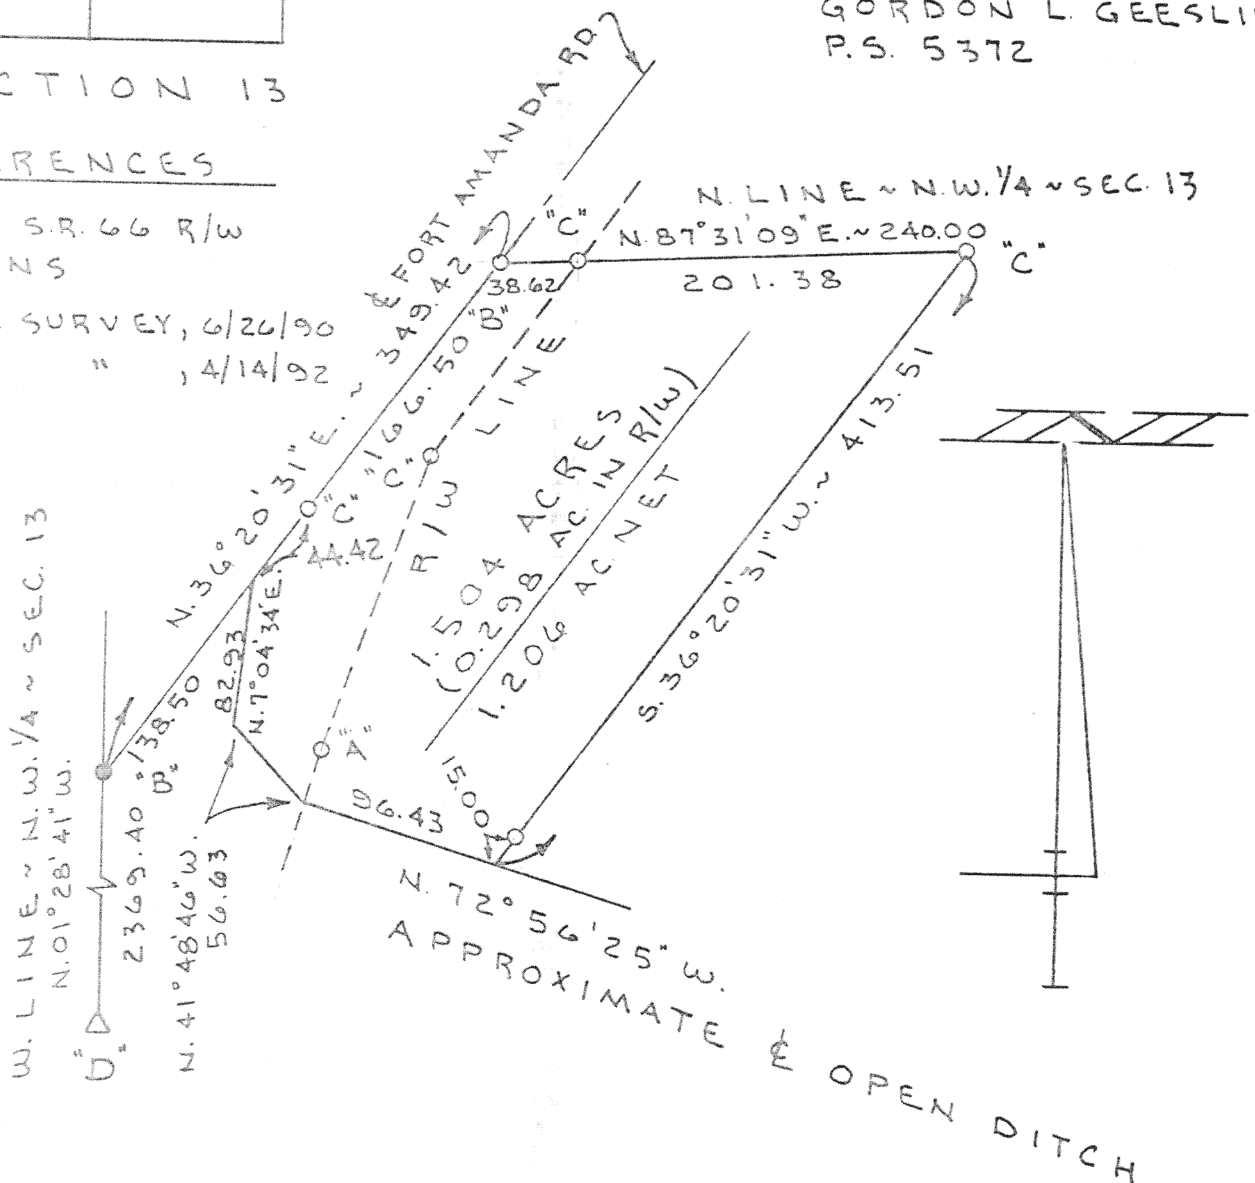 GORDON L. GEESLI
P.S. 5372
CTION 13
RENCES
S.R. 66 R/W
NS
SURVEY, 6/26/90
" , 4/14/92
℄ FORT AMANDA RD.
N. LINE ~ N.W. 1/4 ~ SEC. 13
N. 87° 31' 09" E. ~ 240.00
"C"
"C"
38.62
201.38
"B"
N. 36° 20' 31" E. ~ 349.42
166.50
"C"
"C"
44.42
R/W LINE
1.504 ACRES
(0.298 AC. IN R/W)
1.206 AC. NET
S. 36° 20' 31" W. ~ 413.51
W. LINE ~ N.W. 1/4 ~ SEC. 13
N. 01° 28' 41" W.
2369.40
"B"
138.50
82.93
N. 7° 04' 34" E.
"A"
15.00
96.43
N. 41° 48' 46" W.
56.63
"D"
N. 72° 56' 25" W.
APPROXIMATE ℄ OPEN DITCH